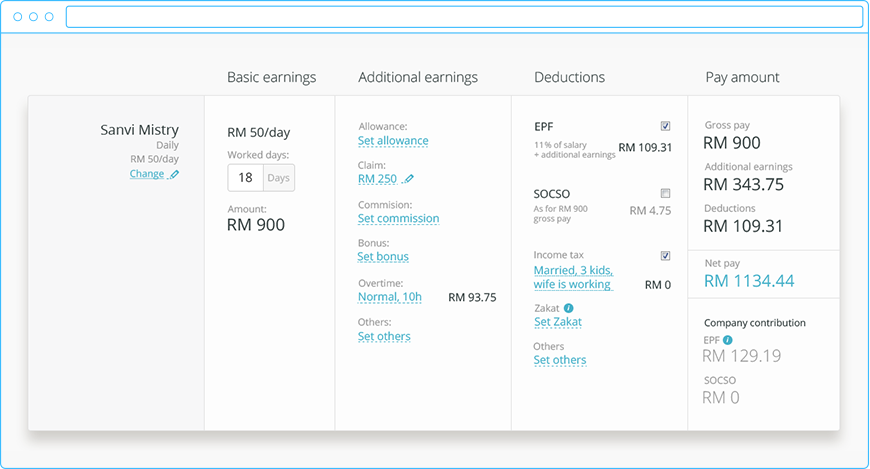 Basic earnings
Additional earnings
Deductions
Pay amount
Sanvi Mistry
Daily
RM 50/day
Change
RM 50/day
Worked days:
18 Days
Amount:
RM 900
Allowance:
Set allowance
Claim:
RM 250
Commision:
Set commission
Bonus:
Set bonus
Overtime:
Normal, 10h RM 93.75
Others:
Set others
EPF
11% of salary
+ additional earnings RM 109.31
SOCSO
As for RM 900
gross pay RM 4.75
Income tax
Married, 3 kids,
wife is working RM 0
Zakat i
Set Zakat
Others
Set others
Gross pay
RM 900
Additional earnings
RM 343.75
Deductions
RM 109.31
Net pay
RM 1134.44
Company contribution
EPF i
RM 129.19
SOCSO
RM 0